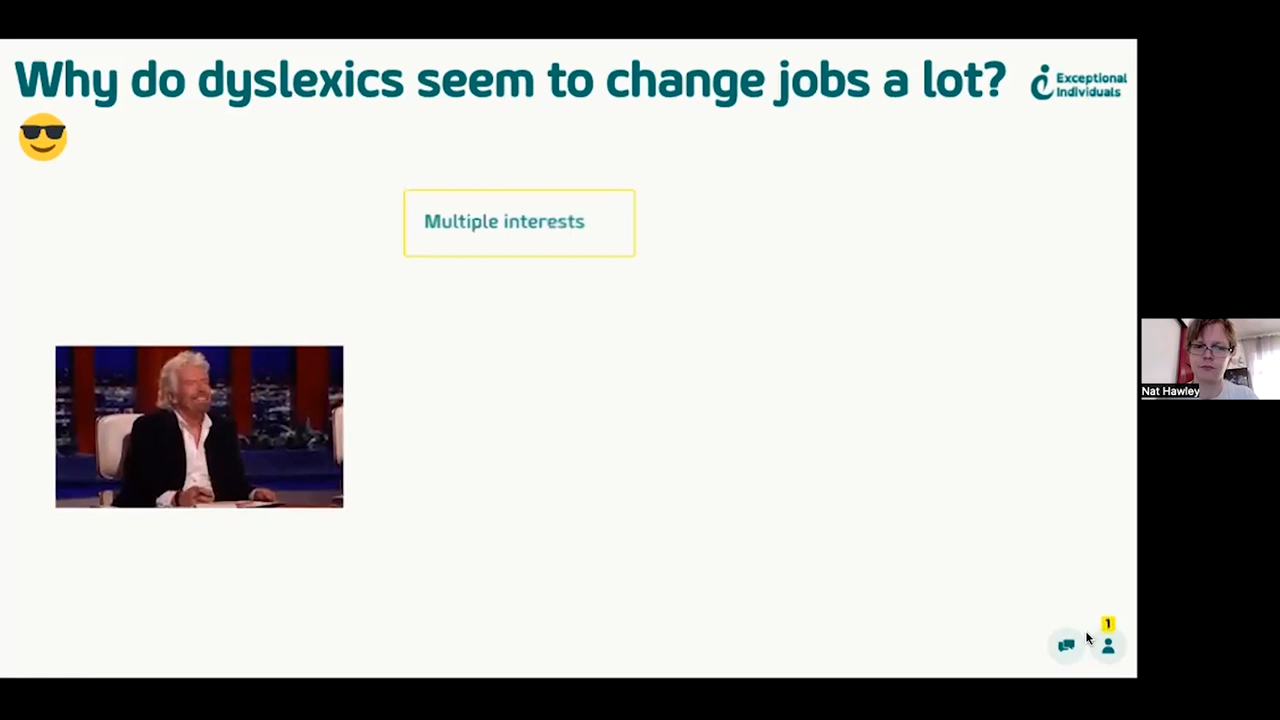 Why do dyslexics seem to change jobs a lot?
Exceptional
Individuals
Multiple interests
Nat Hawley
1